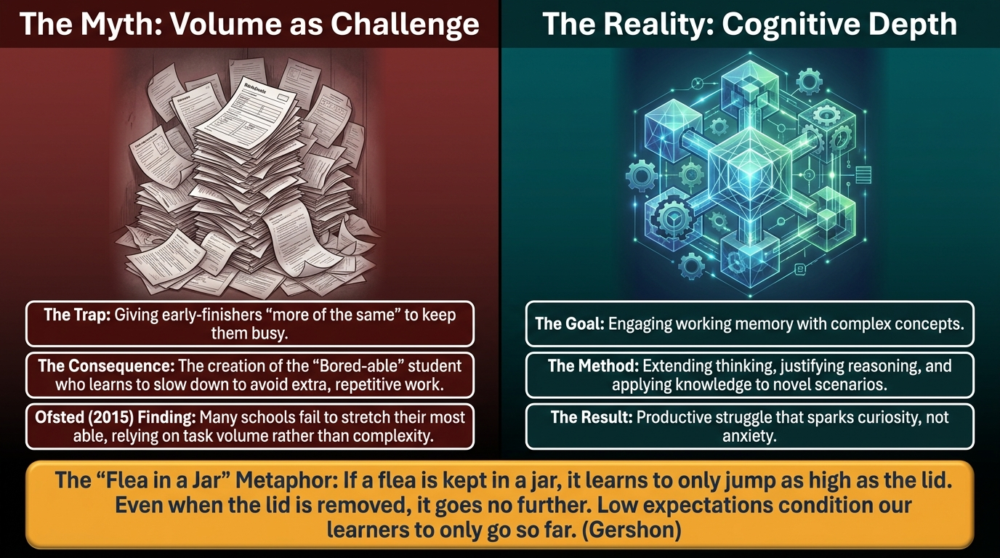 The Myth: Volume as Challenge
The Reality: Cognitive Depth
The Trap: Giving early-finishers “more of the same” to keep
them busy.
The Consequence: The creation of the “Bored-able” student
who learns to slow down to avoid extra, repetitive work.
Ofsted (2015) Finding: Many schools fail to stretch their most
able, relying on task volume rather than complexity.
The Goal: Engaging working memory with complex concepts.
The Method: Extending thinking, justifying reasoning, and
applying knowledge to novel scenarios.
The Result: Productive struggle that sparks curiosity, not
anxiety.
The “Flea in a Jar” Metaphor: If a flea is kept in a jar, it learns to only jump as high as the lid.
Even when the lid is removed, it goes no further. Low expectations condition our
learners to only go so far. (Gershon)